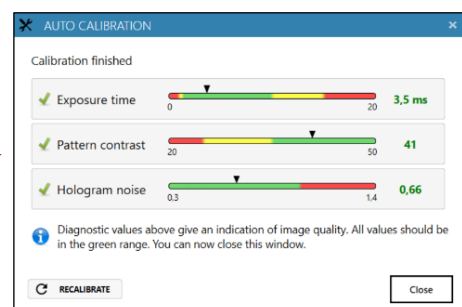 AUTO CALIBRATION
Calibration finished
Exposure time 0 20 3,5 ms
Pattern contrast 20 50 41
Hologram noise 0,3 1,4 0,66
Diagnostic values above give an indication of image quality. All values should be
in the green range. You can now close this window.
RECALIBRATE Close